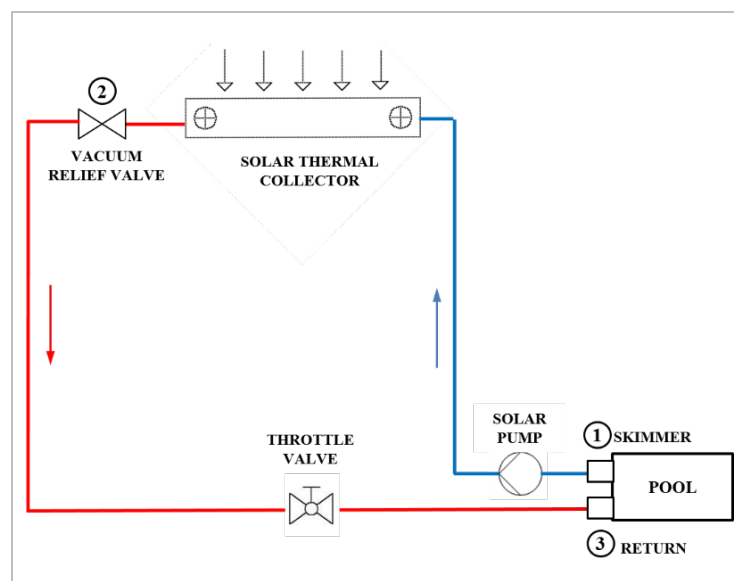 2
VACUUM
RELIEF VALVE
SOLAR THERMAL
COLLECTOR
SOLAR
PUMP
THROTTLE
VALVE
1 SKIMMER
POOL
3 RETURN